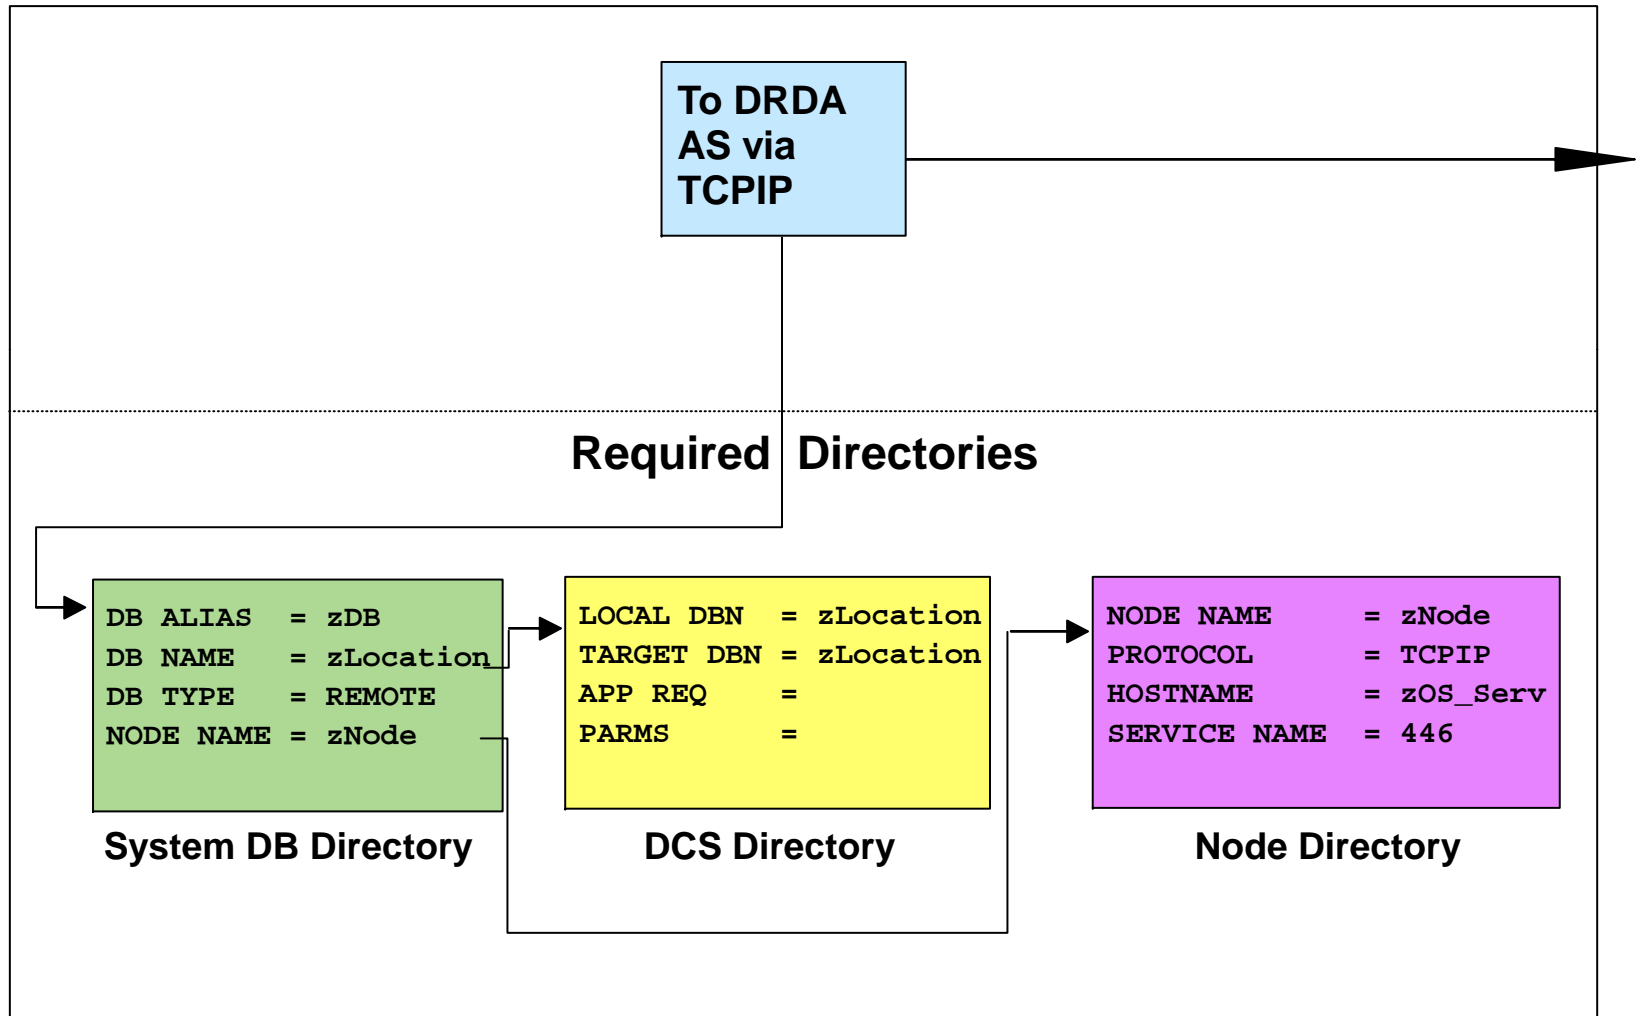 To DRDA
AS via
TCPIP
Required Directories
DB ALIAS = zDB
DB NAME = zLocation
DB TYPE = REMOTE
NODE NAME = zNode
System DB Directory
LOCAL DBN = zLocation
TARGET DBN = zLocation
APP REQ =
PARMS =
DCS Directory
NODE NAME = zNode
PROTOCOL = TCPIP
HOSTNAME = zOS_Serv
SERVICE NAME = 446
Node Directory